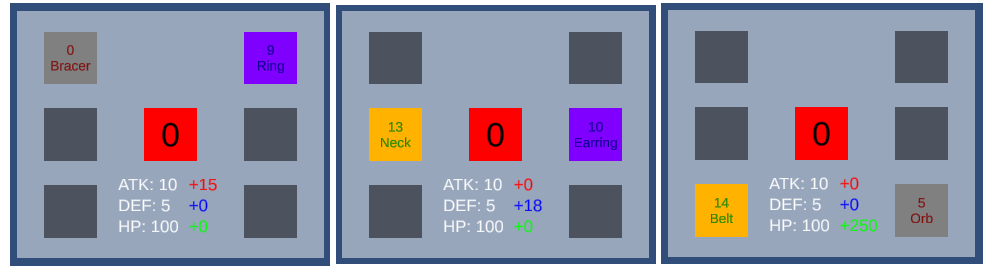 0
Bracer
9
Ring
0
ATK: 10 +15
DEF: 5 +0
HP: 100 +0
13
Neck
0
10
Earring
ATK: 10 +0
DEF: 5 +18
HP: 100 +0
0
14
Belt
ATK: 10 +0
DEF: 5 +0
HP: 100 +250
5
Orb